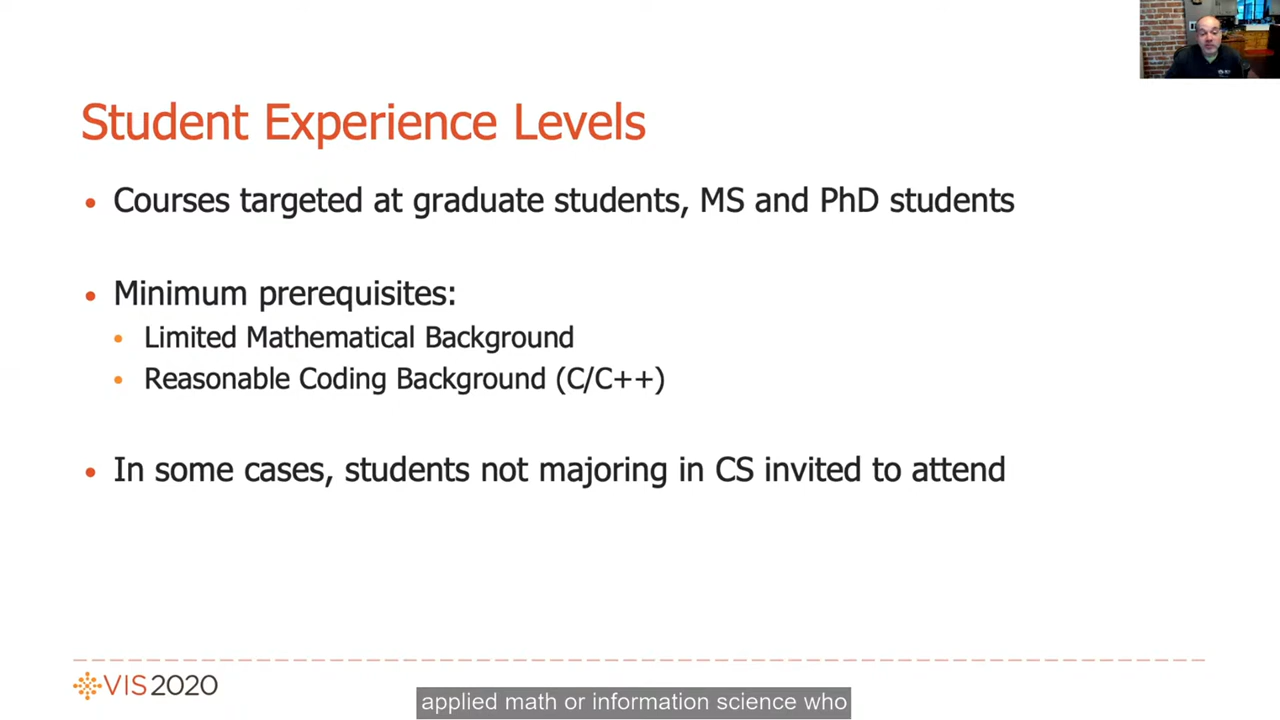 Student Experience Levels
• Courses targeted at graduate students, MS and PhD students
• Minimum prerequisites:
• Limited Mathematical Background
• Reasonable Coding Background (C/C++)
• In some cases, students not majoring in CS invited to attend
VIS2020
applied math or information science who